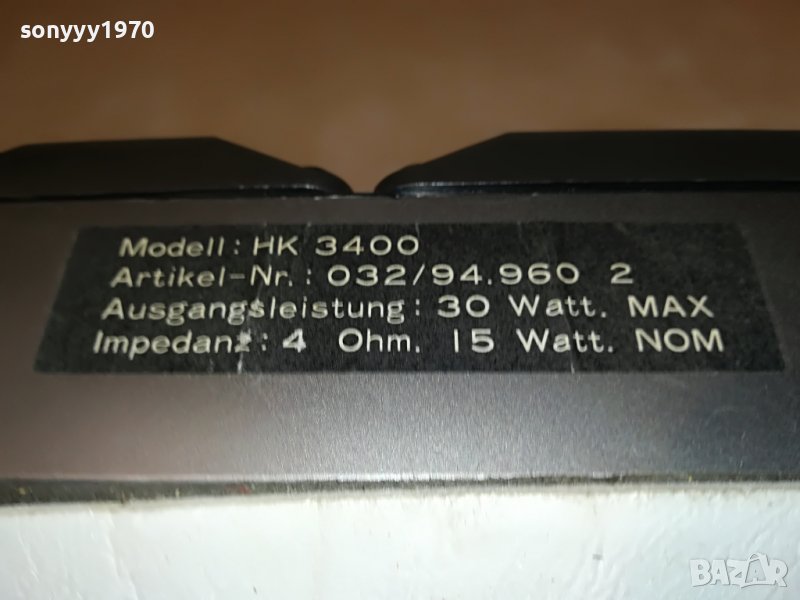 sonyyy1970
Modell: HK 3400
Artikel-Nr.: 032/94.960 2
Ausgangsleistung: 30 Watt. MAX
Impedanz: 4 Ohm. 15 Watt. NOM
BAZAR